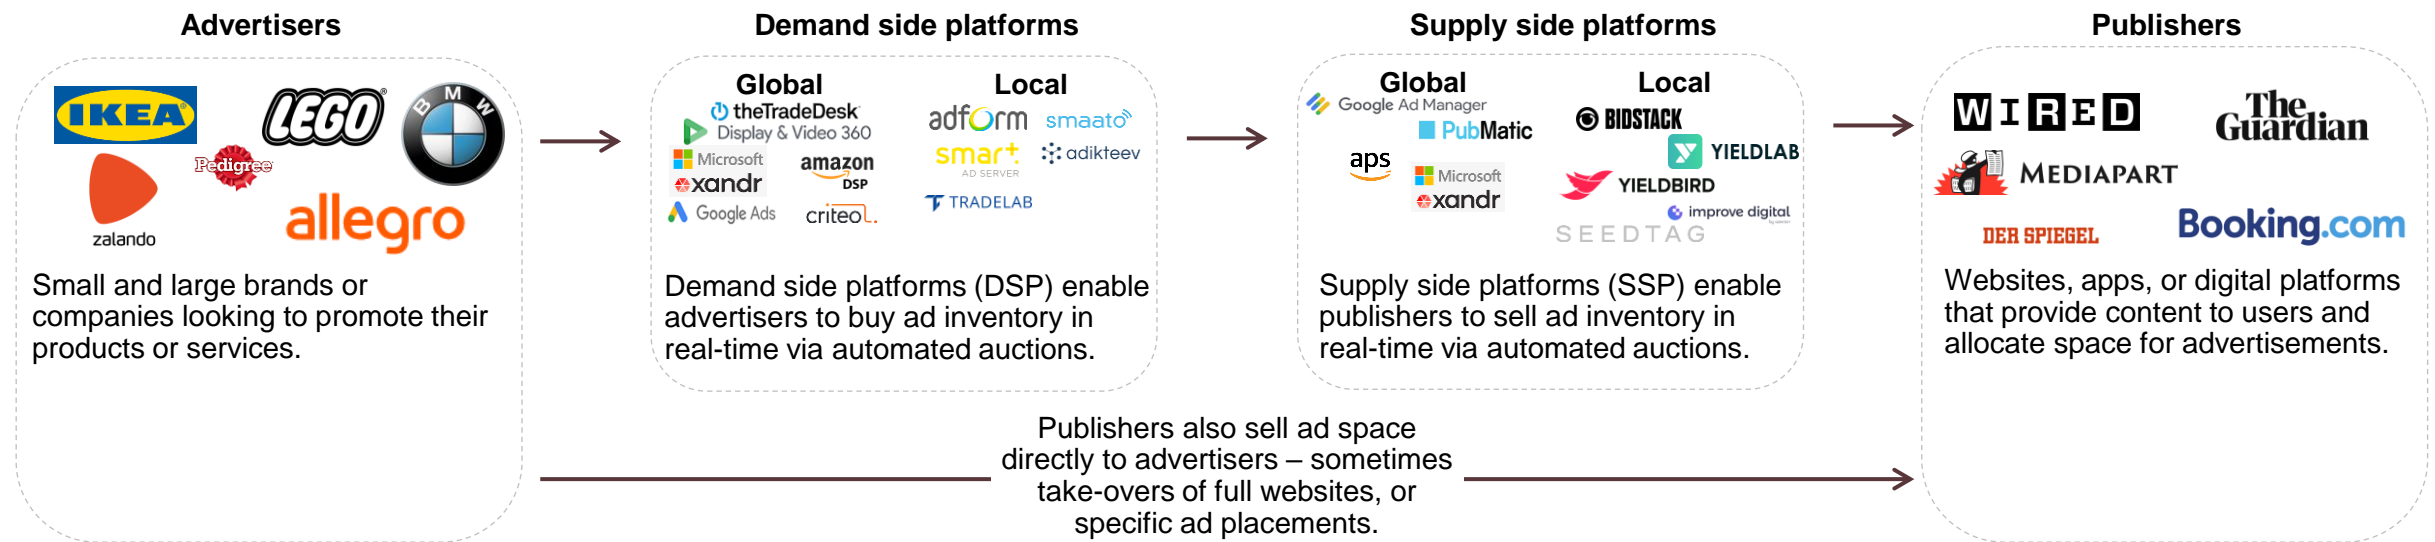 Advertisers
IKEA
LEGO
BMW
zalando
Pedigree
allegro
Small and large brands or
companies looking to promote their
products or services.
Demand side platforms
Global
theTradeDesk
Display & Video 360
Microsoft
xandr
amazon
DSP
Google Ads
criteo
Local
adform
smaato
smart
AD SERVER
adikteev
TRADELAB
Demand side platforms (DSP) enable
advertisers to buy ad inventory in
real-time via automated auctions.
Supply side platforms
Global
Google Ad Manager
PubMatic
aps
Microsoft
xandr
Local
BIDSTACK
YIELDLAB
YIELDBIRD
improve digital
SEEDTAG
Supply side platforms (SSP) enable
publishers to sell ad inventory in
real-time via automated auctions.
Publishers
WIRED
The
Guardian
MEDIAPART
DER SPIEGEL
Booking.com
Websites, apps, or digital platforms
that provide content to users and
allocate space for advertisements.
Publishers also sell ad space
directly to advertisers – sometimes
take-overs of full websites, or
specific ad placements.